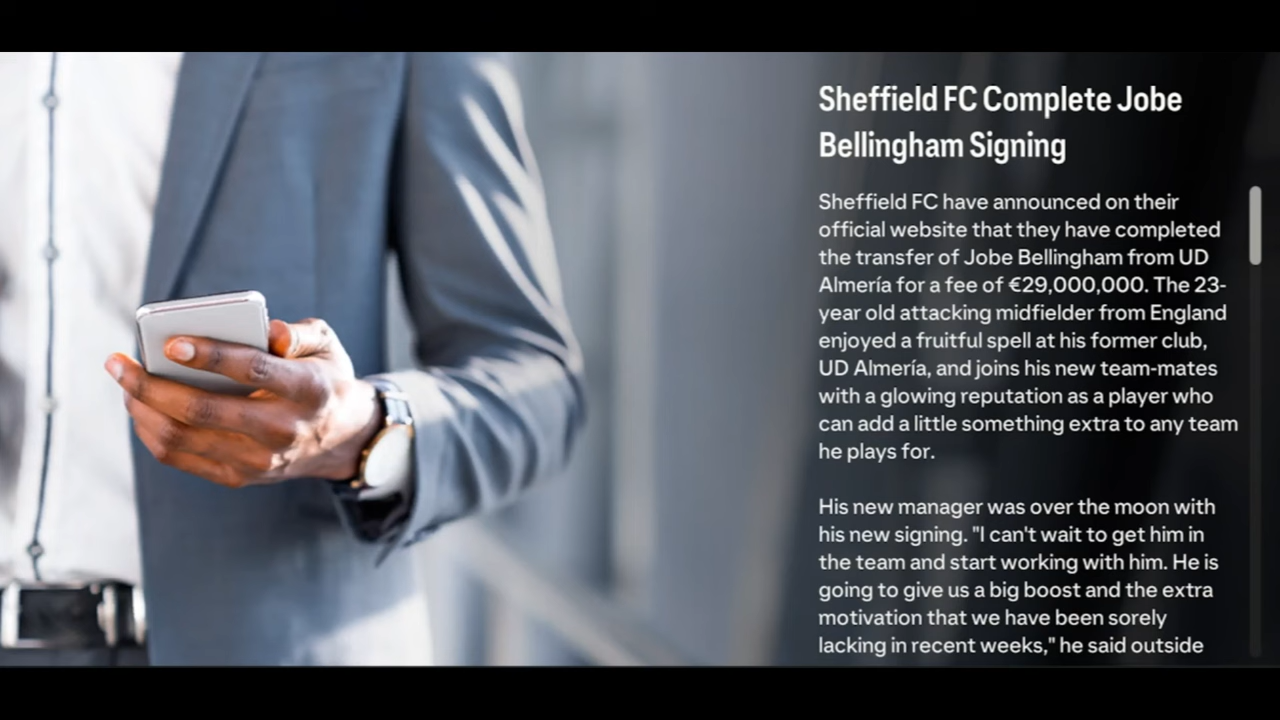 Sheffield FC Complete Jobe
Bellingham Signing
Sheffield FC have announced on their
official website that they have completed
the transfer of Jobe Bellingham from UD
Almería for a fee of €29,000,000. The 23-
year old attacking midfielder from England
enjoyed a fruitful spell at his former club,
UD Almería, and joins his new team-mates
with a glowing reputation as a player who
can add a little something extra to any team
he plays for.
His new manager was over the moon with
his new signing. "I can't wait to get him in
the team and start working with him. He is
going to give us a big boost and the extra
motivation that we have been sorely
lacking in recent weeks," he said outside